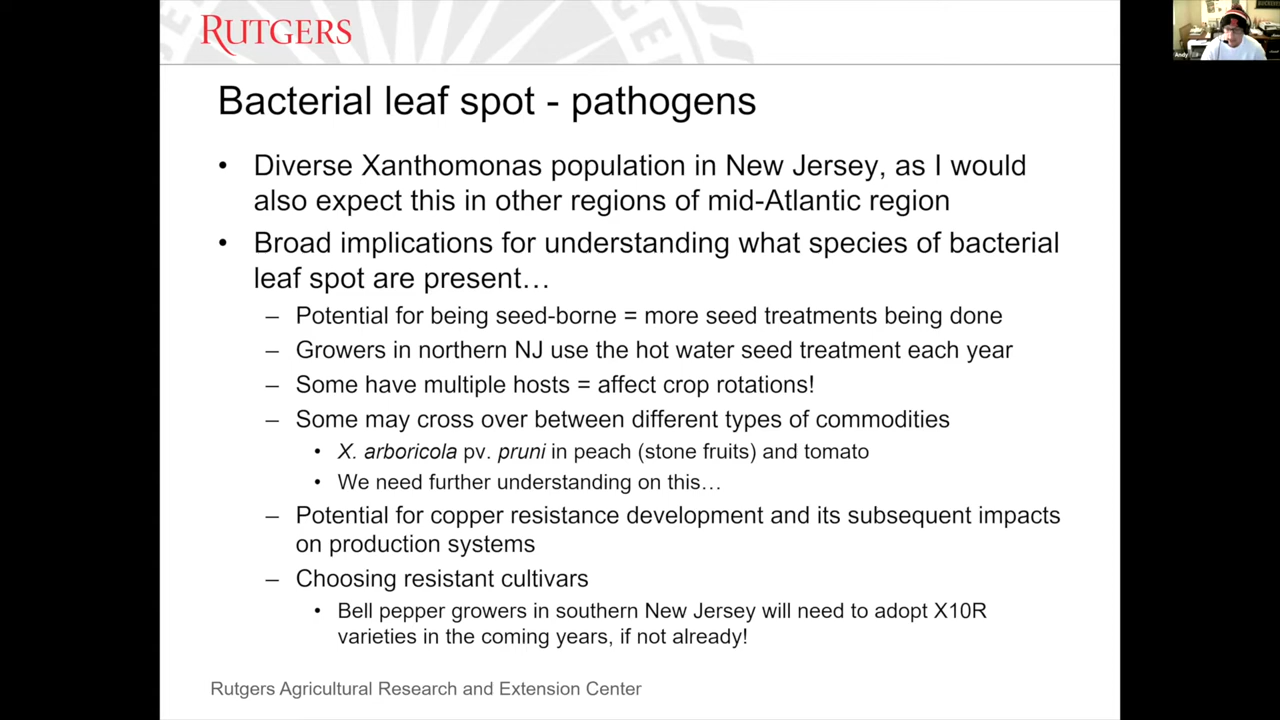 RUTGERS
Bacterial leaf spot - pathogens
• Diverse Xanthomonas population in New Jersey, as I would
also expect this in other regions of mid-Atlantic region
• Broad implications for understanding what species of bacterial
leaf spot are present…
– Potential for being seed-borne = more seed treatments being done
– Growers in northern NJ use the hot water seed treatment each year
– Some have multiple hosts = affect crop rotations!
– Some may cross over between different types of commodities
• X. arboricola pv. pruni in peach (stone fruits) and tomato
• We need further understanding on this…
– Potential for copper resistance development and its subsequent impacts
on production systems
– Choosing resistant cultivars
• Bell pepper growers in southern New Jersey will need to adopt X10R
varieties in the coming years, if not already!
Rutgers Agricultural Research and Extension Center
Andy